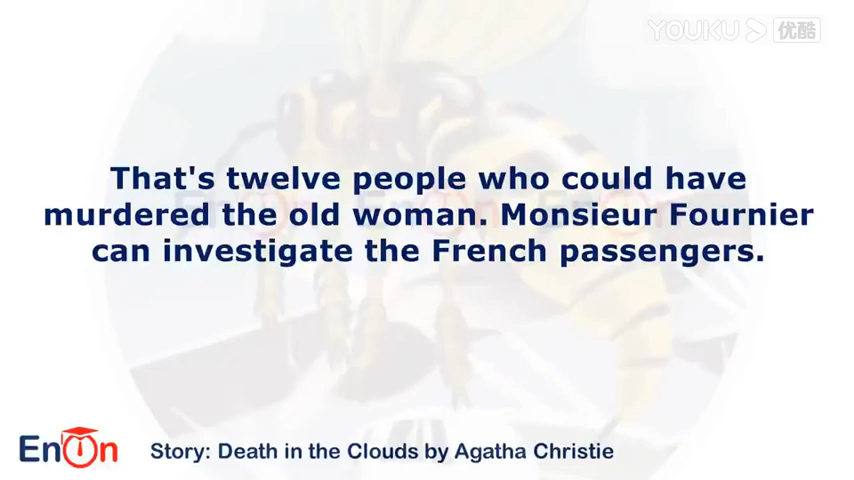 YOUKU 优酷
That's twelve people who could have
murdered the old woman. Monsieur Fournier
can investigate the French passengers.
EnOn
Story: Death in the Clouds by Agatha Christie